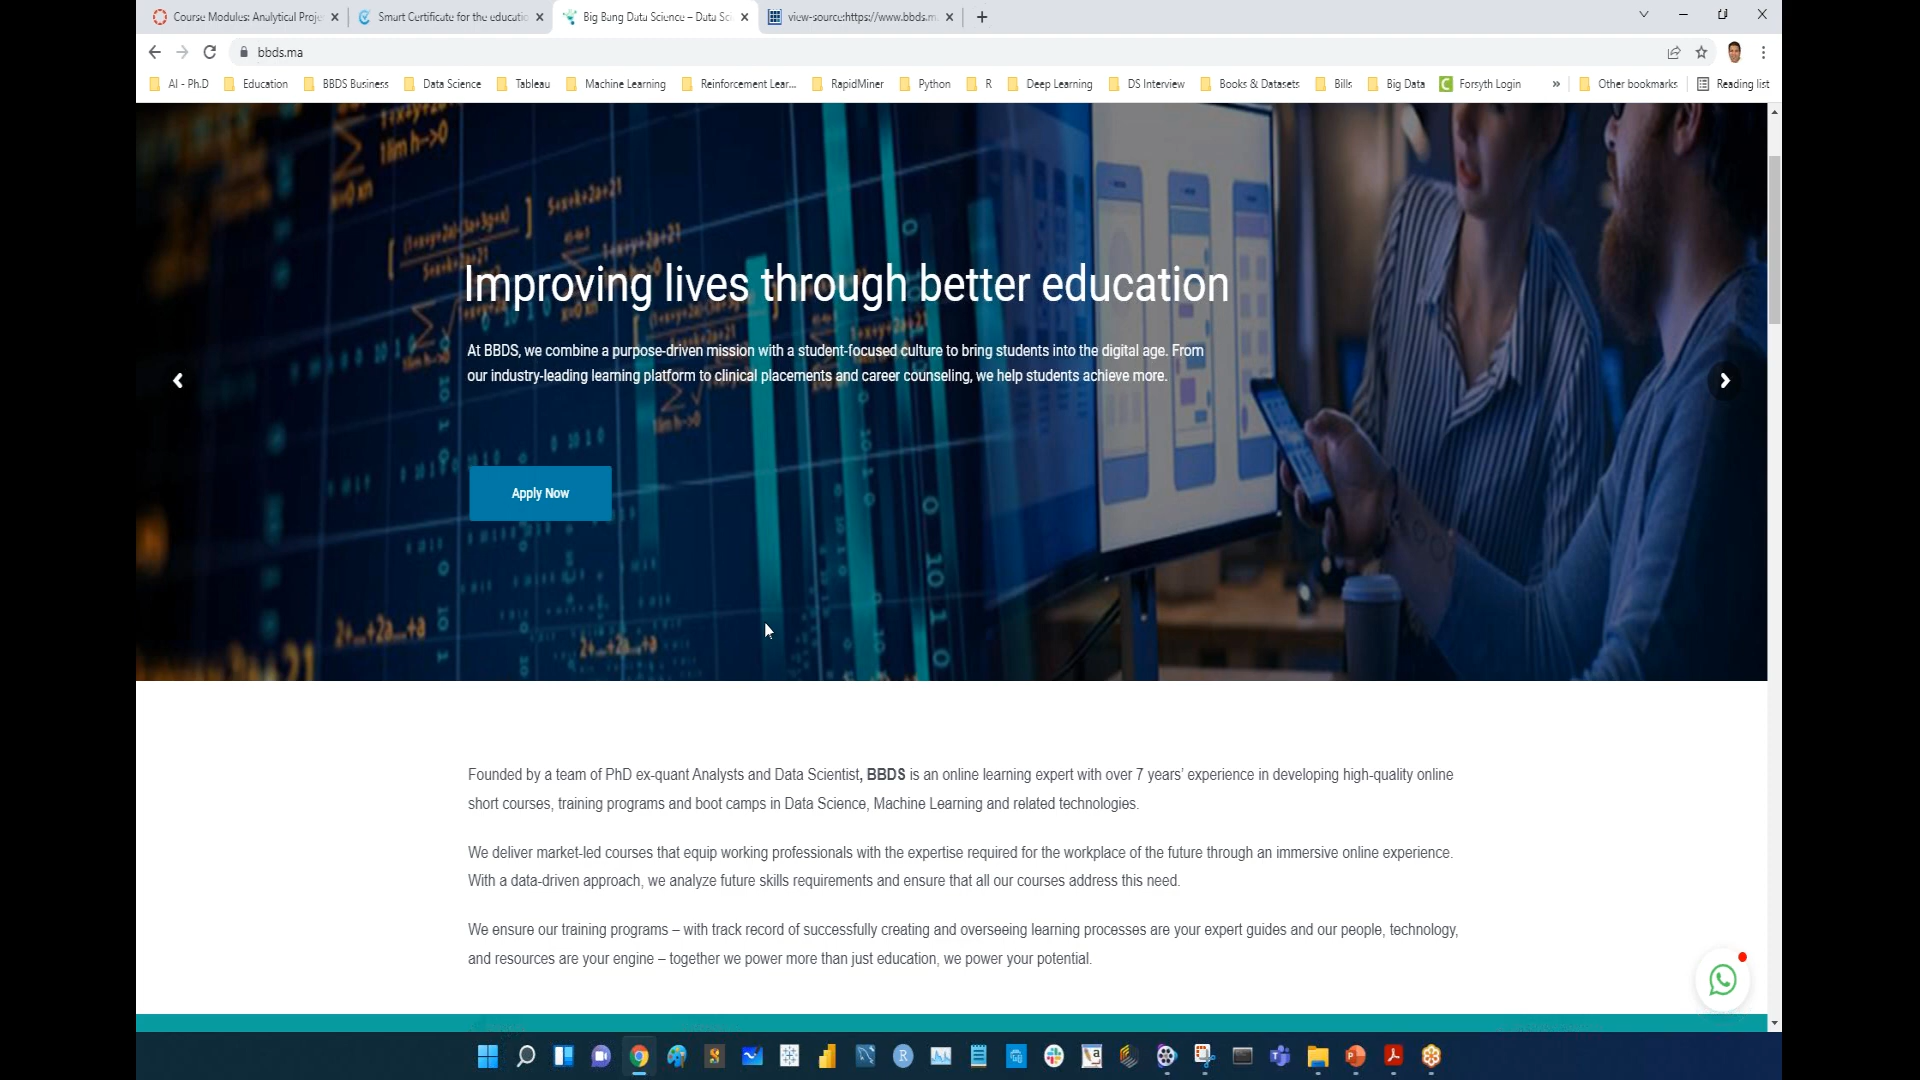 Course Modules: Analytical Proje
Smart Certificate for the educatio
Big Bang Data Science – Data Sci
view-source:https://www.bbds.m
bbds.ma
AI - Ph.D
Education
BBDS Business
Data Science
Tableau
Machine Learning
Reinforcement Lear...
RapidMiner
Python
R
Deep Learning
DS Interview
Books & Datasets
Bills
Big Data
Forsyth Login
»
Other bookmarks
Reading list
Improving lives through better education
At BBDS, we combine a purpose-driven mission with a student-focused culture to bring students into the digital age. From
our industry-leading learning platform to clinical placements and career counseling, we help students achieve more.
Apply Now
Founded by a team of PhD ex-quant Analysts and Data Scientist, BBDS is an online learning expert with over 7 years' experience in developing high-quality online
short courses, training programs and boot camps in Data Science, Machine Learning and related technologies.
We deliver market-led courses that equip working professionals with the expertise required for the workplace of the future through an immersive online experience.
With a data-driven approach, we analyze future skills requirements and ensure that all our courses address this need.
We ensure our training programs – with track record of successfully creating and overseeing learning processes are your expert guides and our people, technology,
and resources are your engine – together we power more than just education, we power your potential.